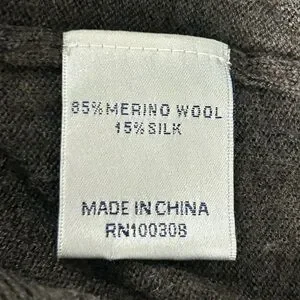 85% MERINO WOOL
15% SILK
MADE IN CHINA
RN100308